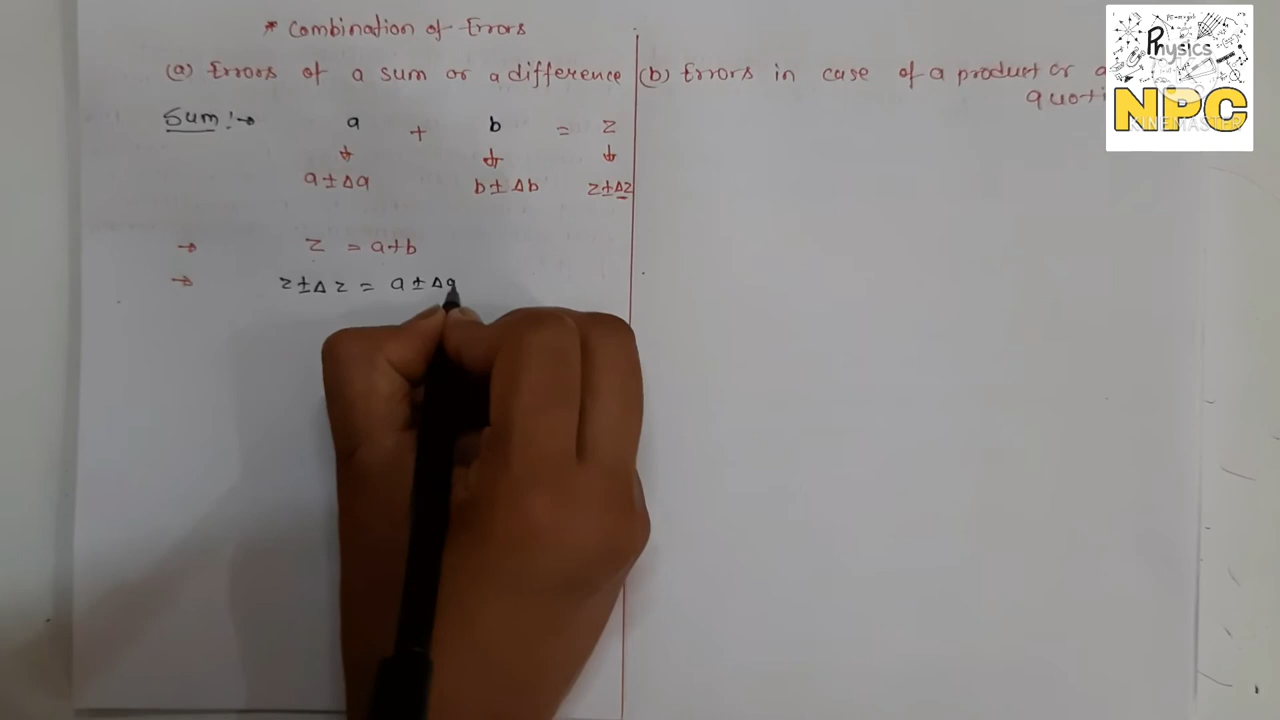 * Combination of Errors
(a) Errors of a sum or a difference
Sum :→ a + b = z
↓ ↓ ↓
a ± Δa b ± Δb z ± Δz
→ z = a+b
→ z ± Δz = a ± Δa
(b) Errors in case of a product or a
Physics
NPC
KINEMASTER